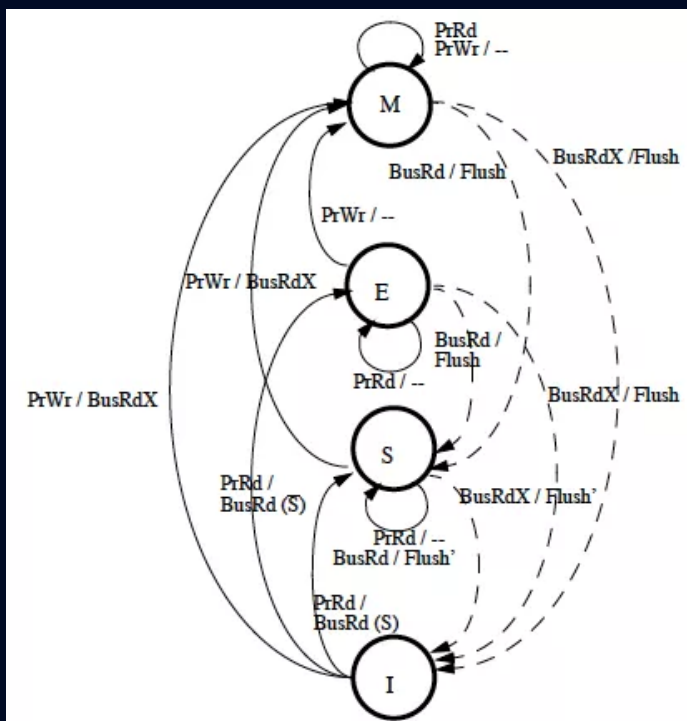 PrRd
PrWr / --
M
BusRd / Flush
BusRdX /Flush
PrWr / --
PrWr / BusRdX
E
BusRd /
Flush
PrRd / --
PrWr / BusRdX
BusRdX / Flush
S
PrRd /
BusRd (S̅)
BusRdX / Flush’
PrRd / --
BusRd / Flush’
PrRd /
BusRd (S)
I